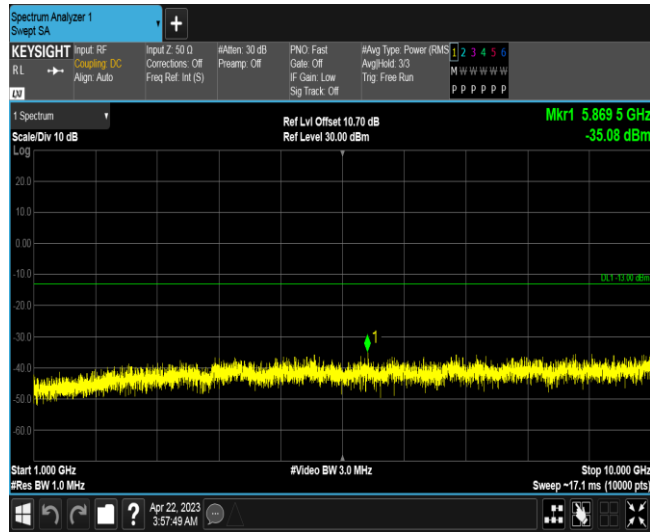 Spectrum Analyzer 1
Swept SA
+
KEYSIGHT
RL
LXI
Input: RF
Coupling: DC
Align: Auto
Input Z: 50 Ω
Corrections: Off
Freq Ref: Int (S)
#Atten: 30 dB
Preamp: Off
PNO: Fast
Gate: Off
IF Gain: Low
Sig Track: Off
#Avg Type: Power (RMS
Avg|Hold: 3/3
Trig: Free Run
1 2 3 4 5 6
M W W W W W
P P P P P P
1 Spectrum
Scale/Div 10 dB
Ref Lvl Offset 10.70 dB
Ref Level 30.00 dBm
Mkr1 5.869 5 GHz
-35.08 dBm
Log
20.0
10.0
0.00
-10.0
DL1 -13.00 dBm
-20.0
-30.0
1
-40.0
-50.0
-60.0
Start 1.000 GHz
#Res BW 1.0 MHz
#Video BW 3.0 MHz
Stop 10.000 GHz
Sweep ~17.1 ms (10000 pts)
?
Apr 22, 2023
3:57:49 AM